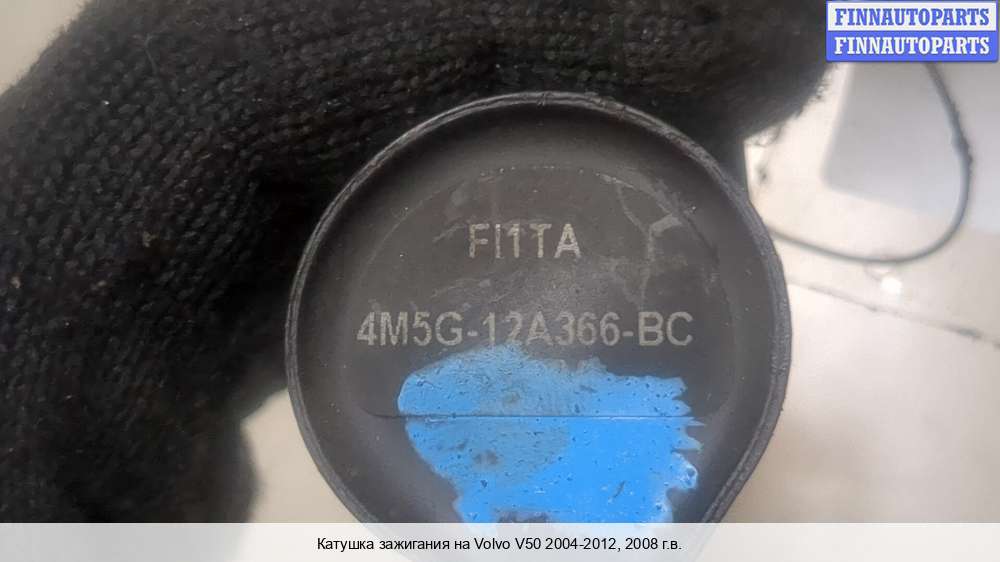 FINNAUTOPARTS
FINNAUTOPARTS
FI1TA
4M5G-12A366-BC
Катушка зажигания на Volvo V50 2004-2012, 2008 г.в.